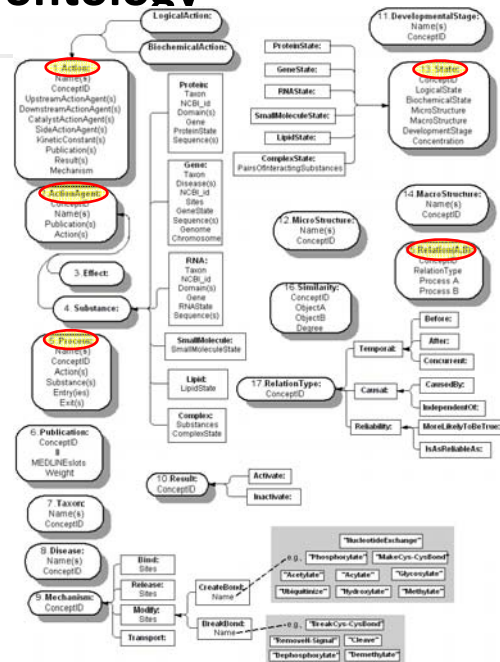 ontology
LogicalAction:
BiochemicalAction:
1. Action:
Name(s)
ConceptID
UpstreamActionAgent(s)
DownstreamActionAgent(s)
CatalystActionAgent(s)
SideActionAgent(s)
KineticConstant(s)
Publication(s)
Result(s)
Mechanism
2. ActionAgent:
ConceptID
Name(s)
Publication(s)
Action(s)
3. Effect:
4. Substance:
5. Process:
Name(s)
ConceptID
Action(s)
Substance(s)
Entry(ies)
Exit(s)
6. Publication:
ConceptID
II
MEDLINEslots
Weight
7. Taxon:
Name(s)
ConceptID
8. Disease:
Name(s)
ConceptID
9. Mechanism:
ConceptID
Protein:
Taxon
NCBI_id
Domain(s)
Gene
ProteinState
Sequence(s)
Gene:
Taxon
Disease(s)
NCBI_id
Sites
GeneState
Sequence(s)
Genome
Chromosome
RNA:
Taxon
NCBI_id
Domain(s)
Gene
RNAState
Sequence(s)
SmallMolecule:
SmallMoleculeState
Lipid:
LipidState
Complex:
Substances
ComplexState
10. Result:
ConceptID
Activate:
Inactivate:
Bind:
Sites
Release:
Sites
Modify:
Sites
Transport:
CreateBond:
Name
BreakBond:
Name
"NucleotideExchange"
e.g. "Phosphorylate" "MakeCys-CysBond"
"Acetylate" "Acylate" "Glycosylate"
"Ubiquitinize" "Hydroxylate" "Methylate"
e.g. "BreakCys-CysBond"
"RemoveII-Signal" "Cleave"
"Dephosphorylate" "Demethylate"
11. DevelopmentalStage:
Name(s)
ConceptID
ProteinState:
GeneState:
RNAState:
SmallMoleculeState:
LipidState:
ComplexState:
PairsOfInteractingSubstances
13. State:
ConceptID
LogicalState
BiochemicalState
MicroStructure
MacroStructure
DevelopmentStage
Concentration
12. MicroStructure:
Name(s)
ConceptID
14. MacroStructure:
Name(s)
ConceptID
15. Relation(A,B):
ConceptID
RelationType
Process A
Process B
16. Similarity:
ConceptID
ObjectA
ObjectB
Degree
17. RelationType:
ConceptID
Temporal:
Causal:
Reliability:
Before:
After:
Concurrent:
CausedBy:
IndependentOf:
MoreLikelyToBeTrue:
IsAsReliableAs: